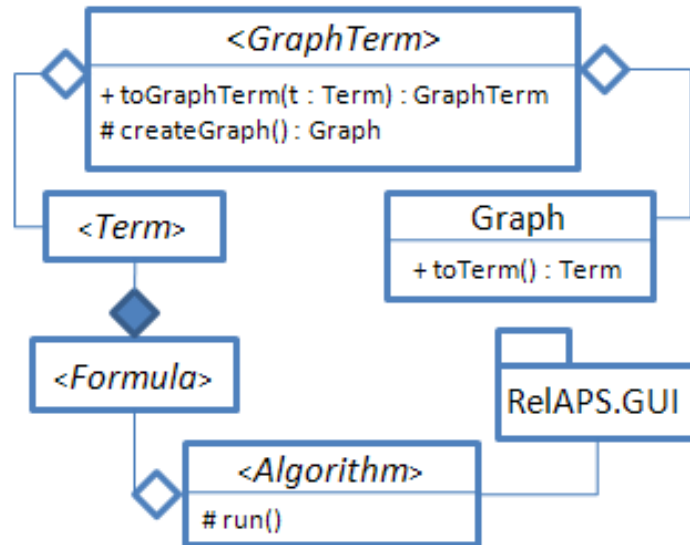 <GraphTerm>
+ toGraphTerm(t : Term) : GraphTerm
# createGraph() : Graph
<Term>
Graph
+ toTerm() : Term
<Formula>
RelAPS.GUI
<Algorithm>
# run()